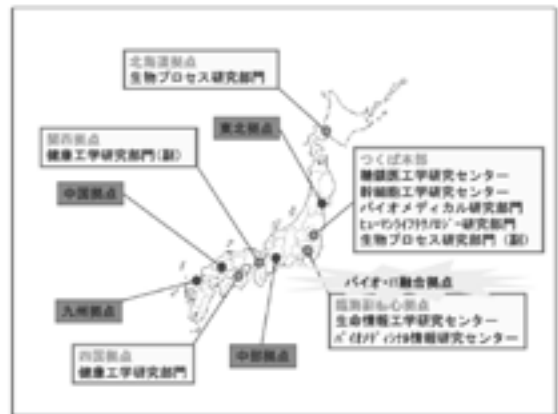 北海道拠点
生物プロセス研究部門
東北拠点
関西拠点
健康工学研究部門(副)
つくば本部
糖鎖医工学研究センター
幹細胞工学研究センター
バイオメディカル研究部門
ヒューマンライフテクノロジー研究部門
生物プロセス研究部門 (副)
中国拠点
バイオ・IT融合拠点
臨海副都心拠点
生命情報工学研究センター
バイオメディシナル情報研究センター
九州拠点
中部拠点
四国拠点
健康工学研究部門